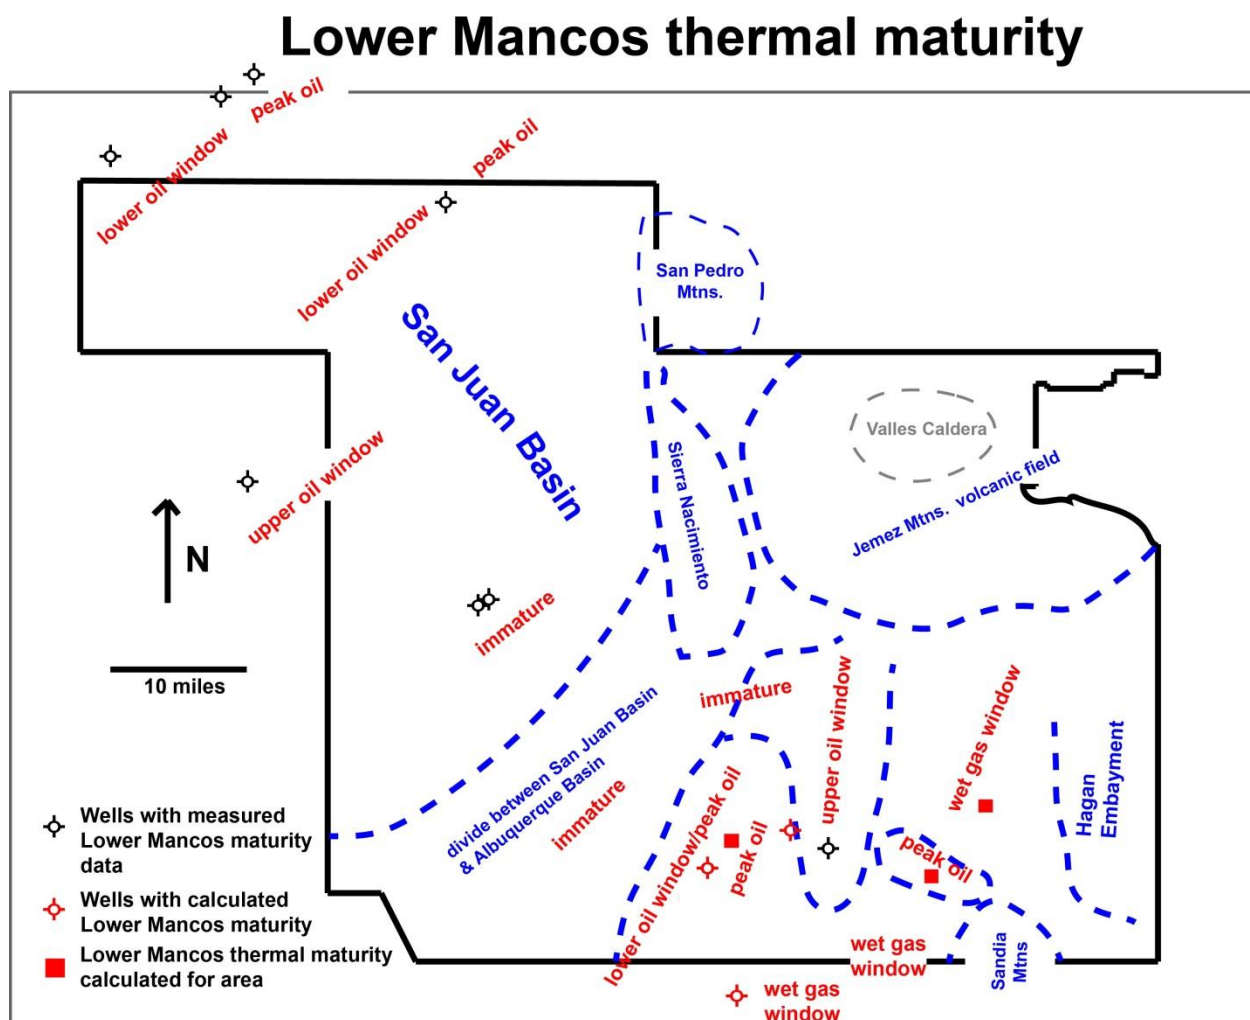 Lower Mancos thermal maturity
peak oil
lower oil window
peak oil
lower oil window
San Pedro
Mtns.
San Juan Basin
Valles Caldera
Sierra Nacimiento
Jemez Mtns. volcanic field
upper oil window
N
immature
10 miles
immature
upper oil window
wet gas window
divide between San Juan Basin
& Albuquerque Basin
immature
Hagan
Embayment
lower oil window/peak oil
peak oil
peak oil
wet gas
window
Sandia
Mtns
wet gas
window
Wells with measured
Lower Mancos maturity
data
Wells with calculated
Lower Mancos maturity
Lower Mancos thermal maturity
calculated for area